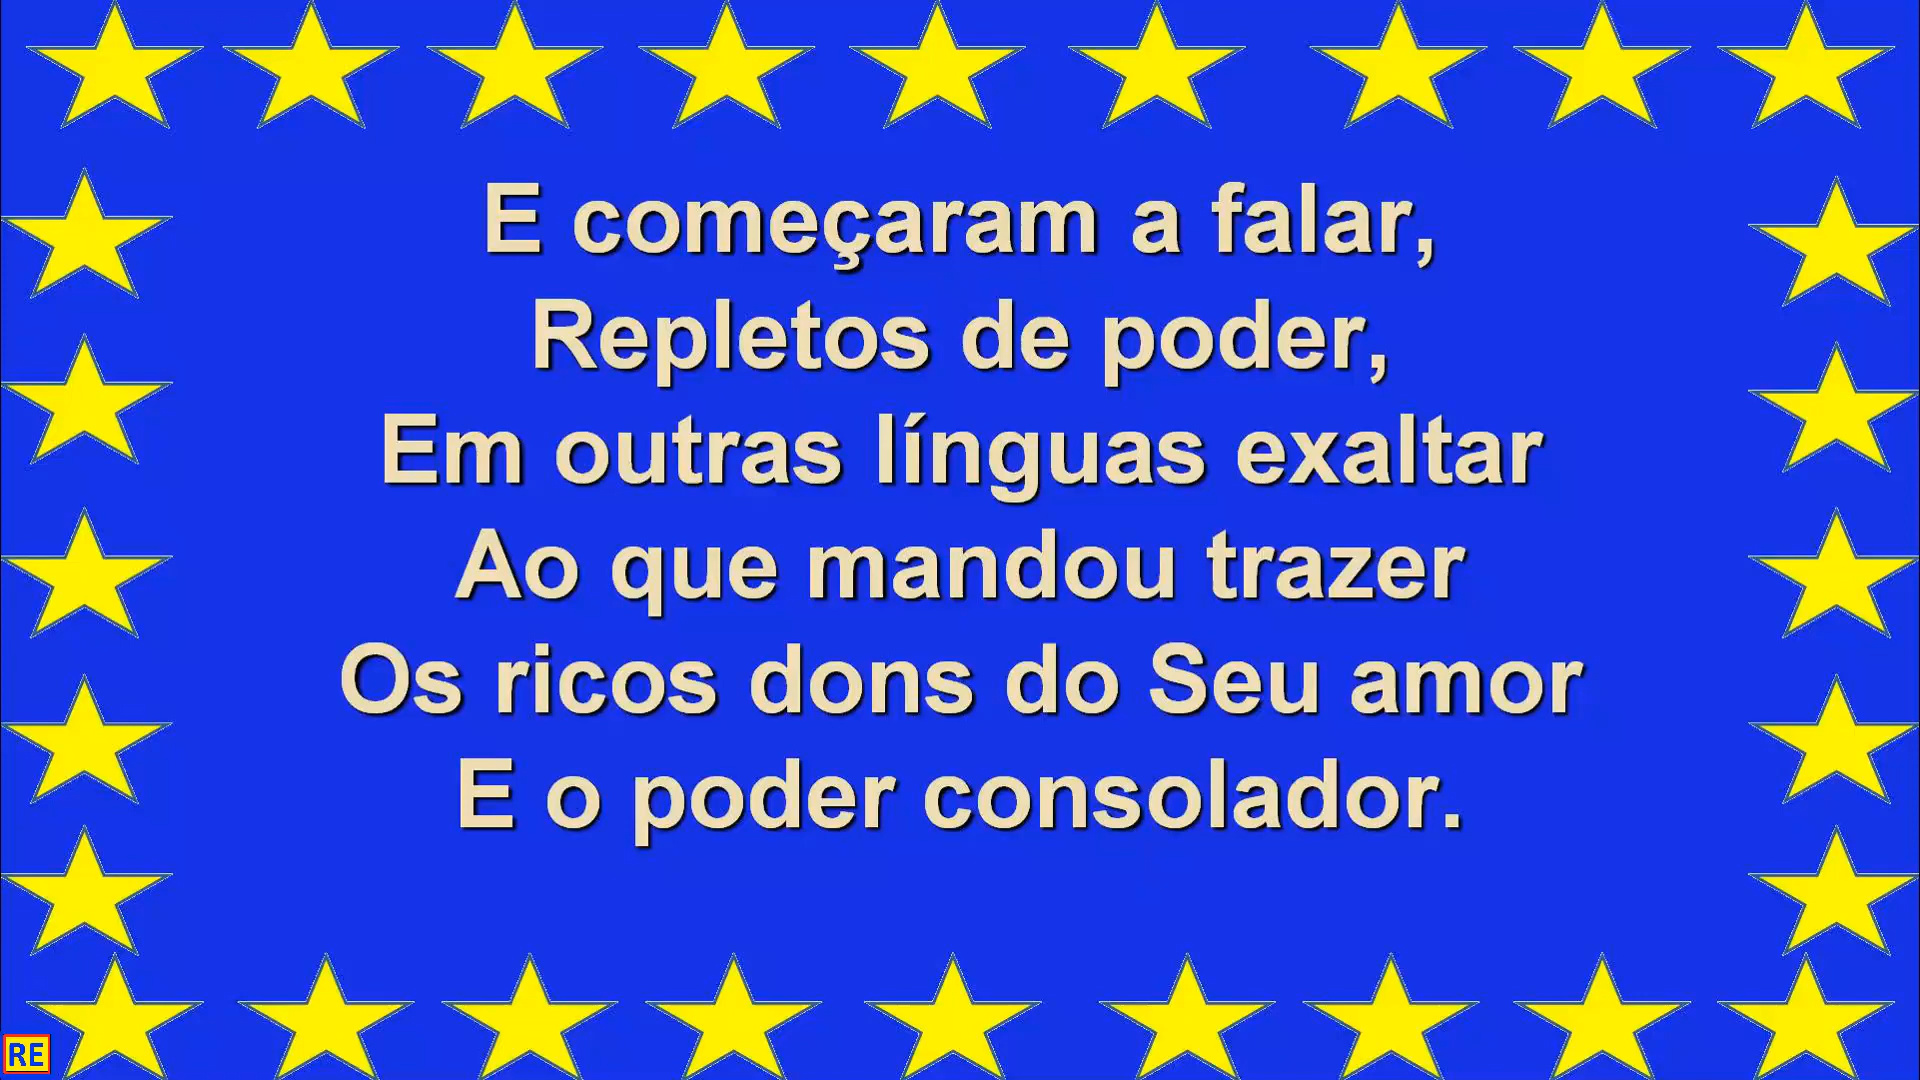 E começaram a falar,
Repletos de poder,
Em outras línguas exaltar
Ao que mandou trazer
Os ricos dons do Seu amor
E o poder consolador.
RE